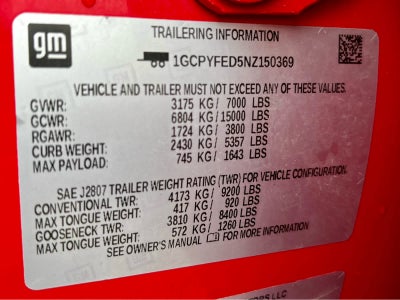 gm
TRAILERING INFORMATION
1GCPYFED5NZ150369
VEHICLE AND TRAILER MUST NOT EXCEED ANY OF THESE VALUES.
GVWR: 3175 KG/ 7000 LBS
GCWR: 6804 KG/15000 LBS
RGAWR: 1724 KG/ 3800 LBS
CURB WEIGHT: 2430 KG/ 5357 LBS
MAX PAYLOAD: 745 KG/ 1643 LBS
SAE J2807 TRAILER WEIGHT RATING (TWR) FOR VEHICLE CONFIGURATION.
CONVENTIONAL TWR: 4173 KG/ 9200 LBS
MAX TONGUE WEIGHT: 417 KG/ 920 LBS
GOOSENECK TWR: 3810 KG/ 8400 LBS
MAX TONGUE WEIGHT: 572 KG/ 1260 LBS
SEE OWNER'S MANUAL FOR MORE INFORMATION
LLC